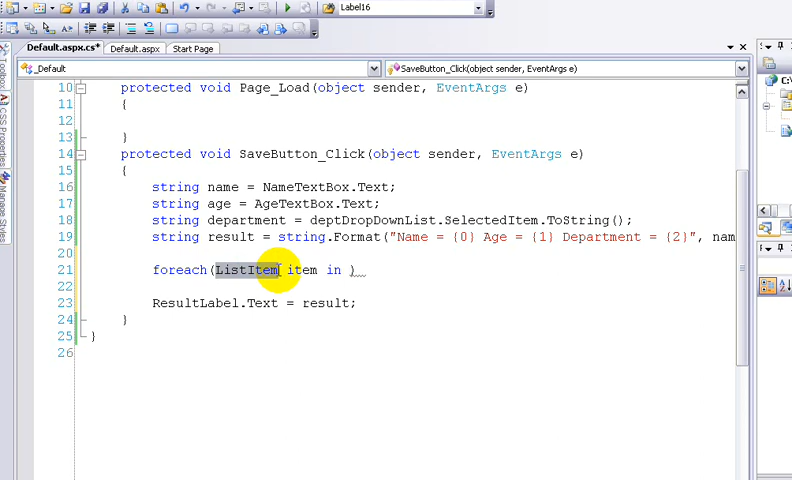 Label16
Default.aspx.cs*
Default.aspx
Start Page
_Default
SaveButton_Click(object sender, EventArgs e)
Toolbox
CSS Properties
Manage Styles
10 protected void Page_Load(object sender, EventArgs e)
11 {
12
13 }
14 protected void SaveButton_Click(object sender, EventArgs e)
15 {
16 string name = NameTextBox.Text;
17 string age = AgeTextBox.Text;
18 string department = deptDropDownList.SelectedItem.ToString();
19 string result = string.Format("Name = {0} Age = {1} Department = {2}", nam
20
21 foreach(ListItem item in )
22
23 ResultLabel.Text = result;
24 }
25 }
26